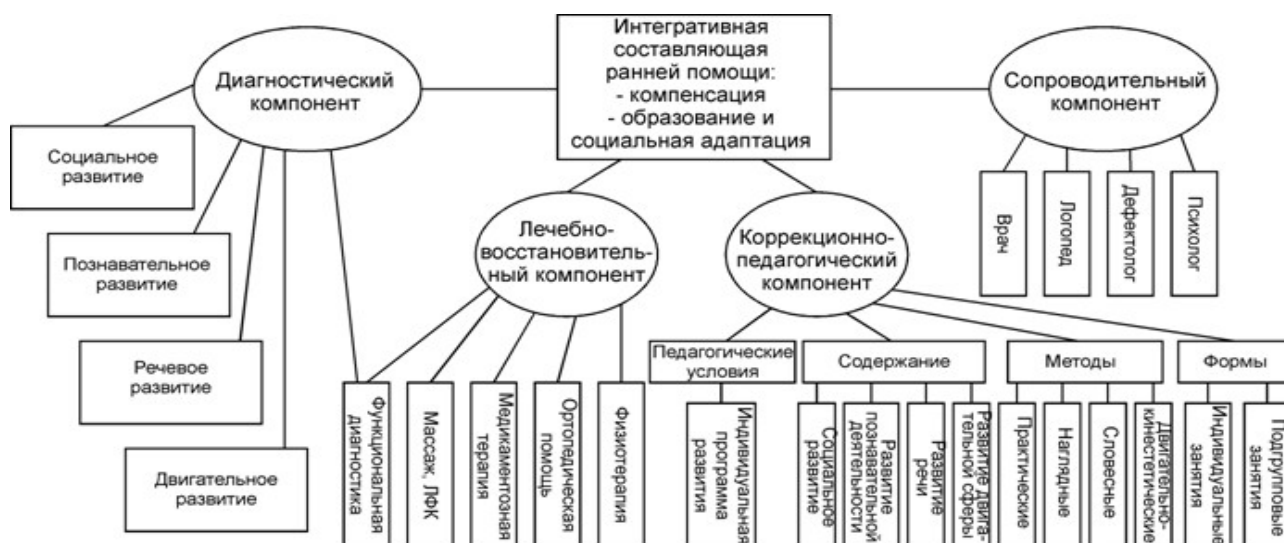 Интегративная
составляющая
ранней помощи:
- компенсация
- образование и
социальная адаптация
Диагностический
компонент
Сопроводительный
компонент
Социальное
развитие
Познавательное
развитие
Речевое
развитие
Двигательное
развитие
Лечебно-
восстановитель-
ный компонент
Коррекционно-
педагогический
компонент
Врач
Логопед
Дефектолог
Психолог
Функциональная
диагностика
Массаж, ЛФК
Медикаментозная
терапия
Ортопедическая
помощь
Физиотерапия
Педагогические
условия
Содержание
Методы
Формы
Индивидуальная
программа
развития
Социальное
развитие
Развитие
познавательной
деятельности
Развитие
речи
Развитие двига-
тельной сферы
Практические
Наглядные
Словесные
Двигательно-
кинестетические
Индивидуальные
занятия
Подгрупповые
занятия